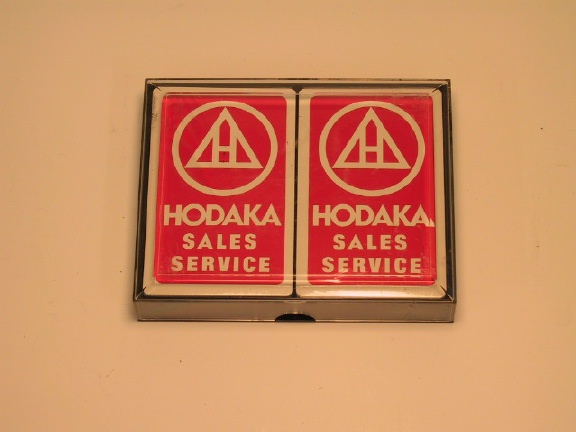 H
HODAKA
SALES
SERVICE
H
HODAKA
SALES
SERVICE